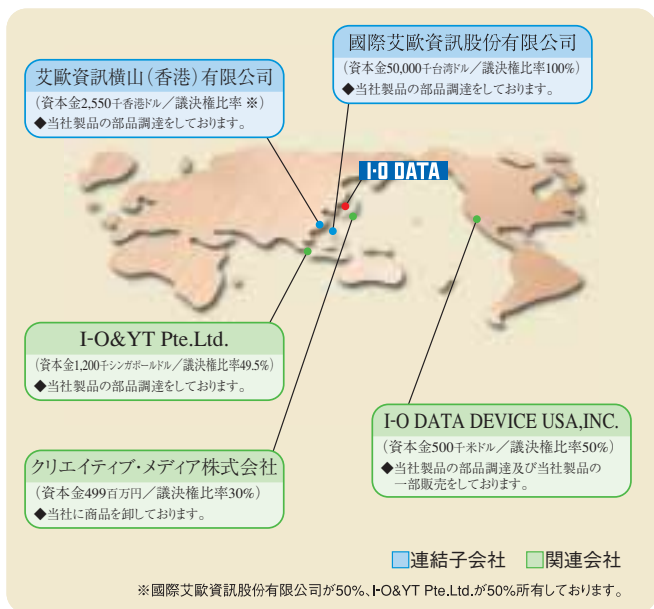 國際艾歐資訊股份有限公司
(資本金50,000千台湾ドル／議決権比率100%)
◆当社製品の部品調達をしております。
艾歐資訊横山(香港)有限公司
(資本金2,550千香港ドル／議決権比率 ※)
◆当社製品の部品調達をしております。
I·O DATA
I-O&YT Pte.Ltd.
(資本金1,200千シンガポールドル／議決権比率49.5%)
◆当社製品の部品調達をしております。
I-O DATA DEVICE USA,INC.
(資本金500千米ドル／議決権比率50%)
◆当社製品の部品調達及び当社製品の
一部販売をしております。
クリエイティブ・メディア株式会社
(資本金499百万円／議決権比率30%)
◆当社に商品を卸しております。
連結子会社 関連会社
※國際艾歐資訊股份有限公司が50%、I-O&YT Pte.Ltd.が50%所有しております。